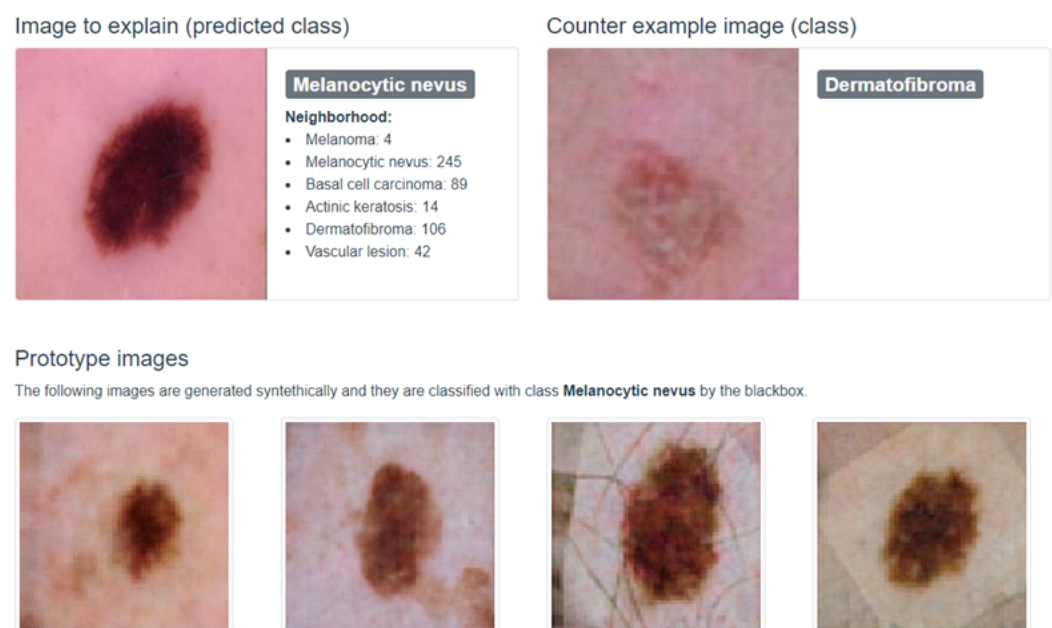 Image to explain (predicted class)
Counter example image (class)
Melanocytic nevus
Dermatofibroma
Neighborhood:
• Melanoma: 4
• Melanocytic nevus: 245
• Basal cell carcinoma: 89
• Actinic keratosis: 14
• Dermatofibroma: 106
• Vascular lesion: 42
Prototype images
The following images are generated syntethically and they are classified with class Melanocytic nevus by the blackbox.